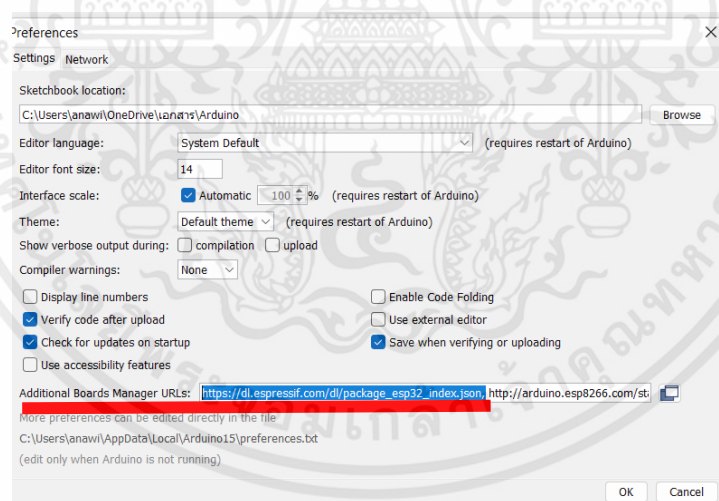 Preferences
Settings Network
Sketchbook location:
C:\Users\anawi\OneDrive\เอกสาร\Arduino Browse
Editor language: System Default (requires restart of Arduino)
Editor font size: 14
Interface scale: Automatic 100 % (requires restart of Arduino)
Theme: Default theme (requires restart of Arduino)
Show verbose output during: compilation upload
Compiler warnings: None
Display line numbers Enable Code Folding
Verify code after upload Use external editor
Check for updates on startup Save when verifying or uploading
Use accessibility features
Additional Boards Manager URLs: https://dl.espressif.com/dl/package_esp32_index.json, http://arduino.esp8266.com/sta
More preferences can be edited directly in the file
C:\Users\anawi\AppData\Local\Arduino15\preferences.txt
(edit only when Arduino is not running)
OK Cancel